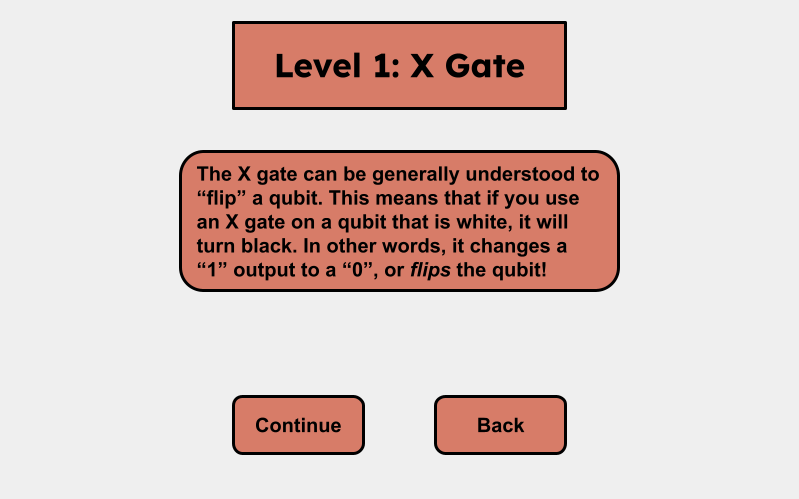 Level 1: X Gate
The X gate can be generally understood to
“flip” a qubit. This means that if you use
an X gate on a qubit that is white, it will
turn black. In other words, it changes a
“1” output to a “0”, or flips the qubit!
Continue
Back